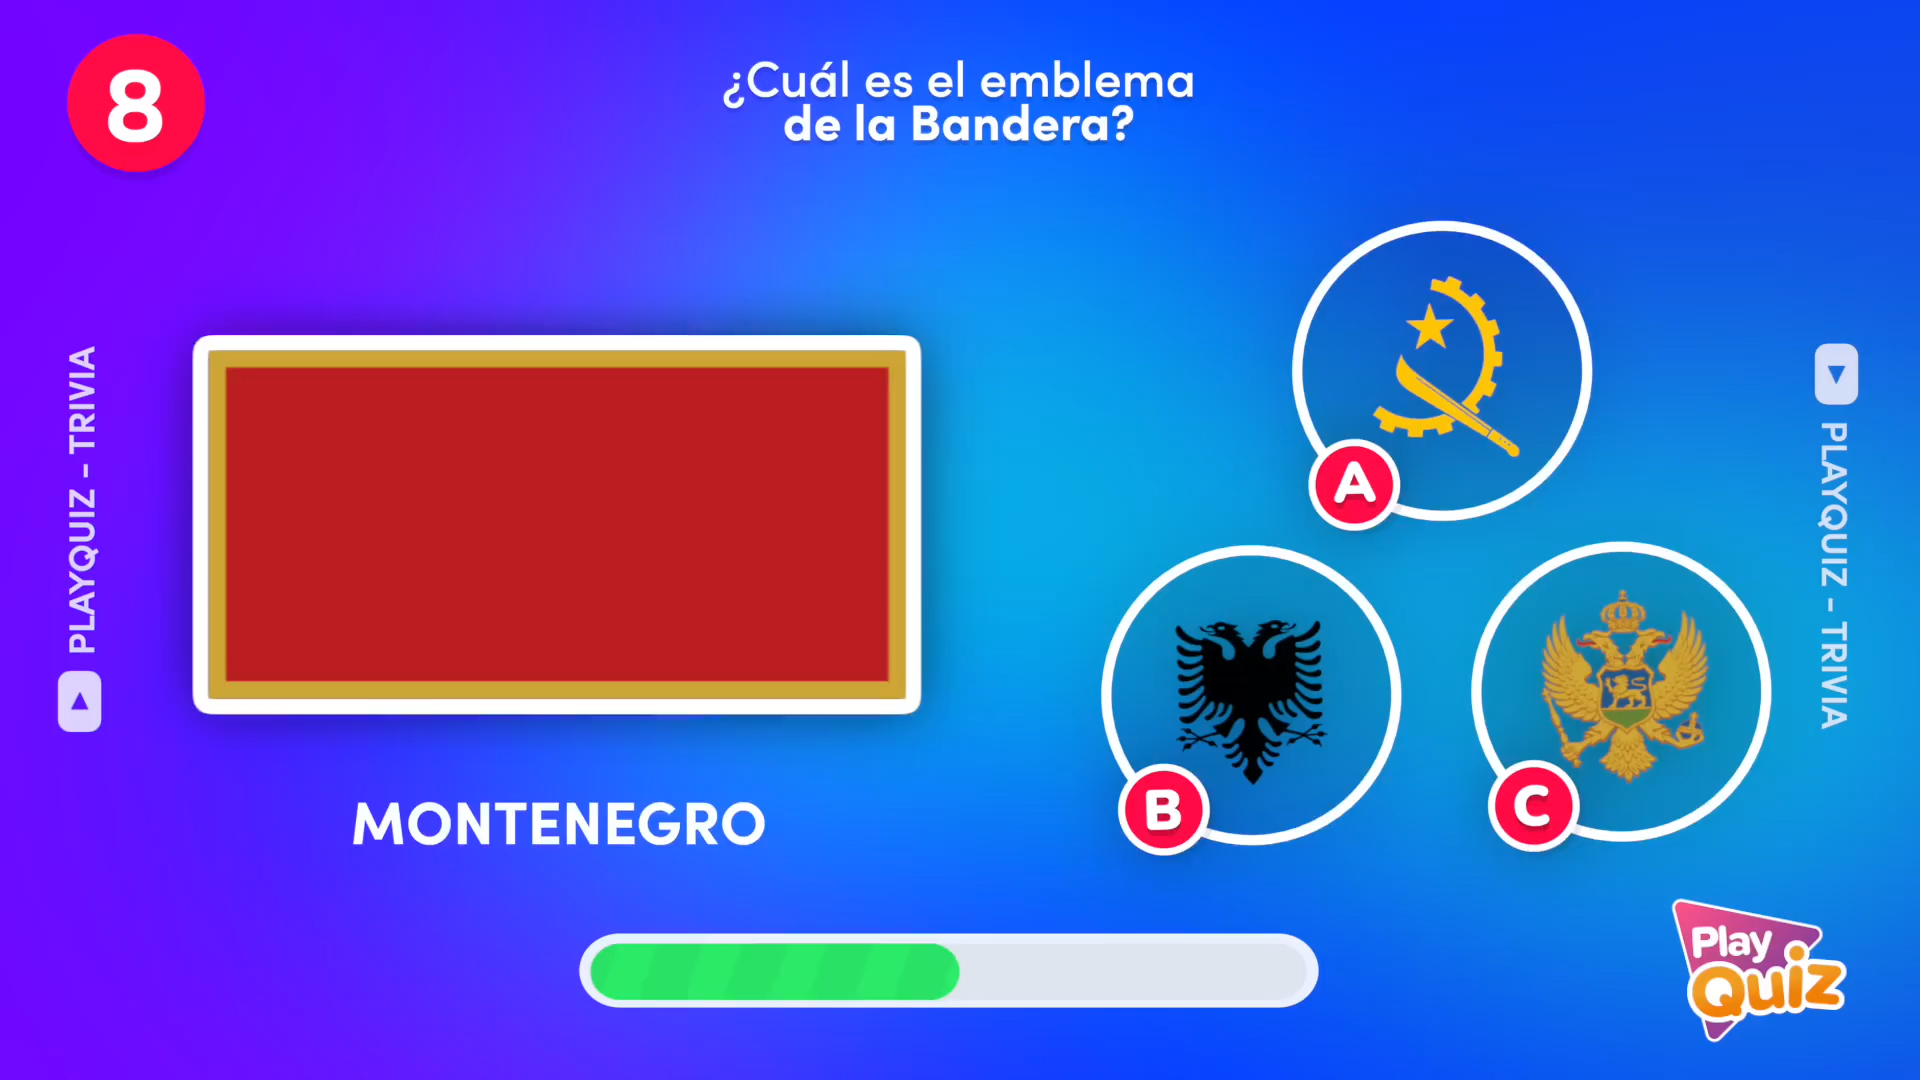 8
¿Cuál es el emblema
de la Bandera?
PLAYQUIZ - TRIVIA
MONTENEGRO
A
B
C
PLAYQUIZ - TRIVIA
Play
Quiz